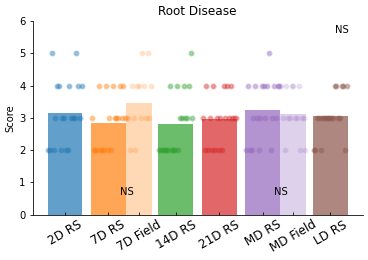 Root Disease
6
NS
5
4
3
2
1
0
Score
NS
NS
2D RS
7D RS
7D Field
14D RS
21D RS
MD RS
MD Field
LD RS